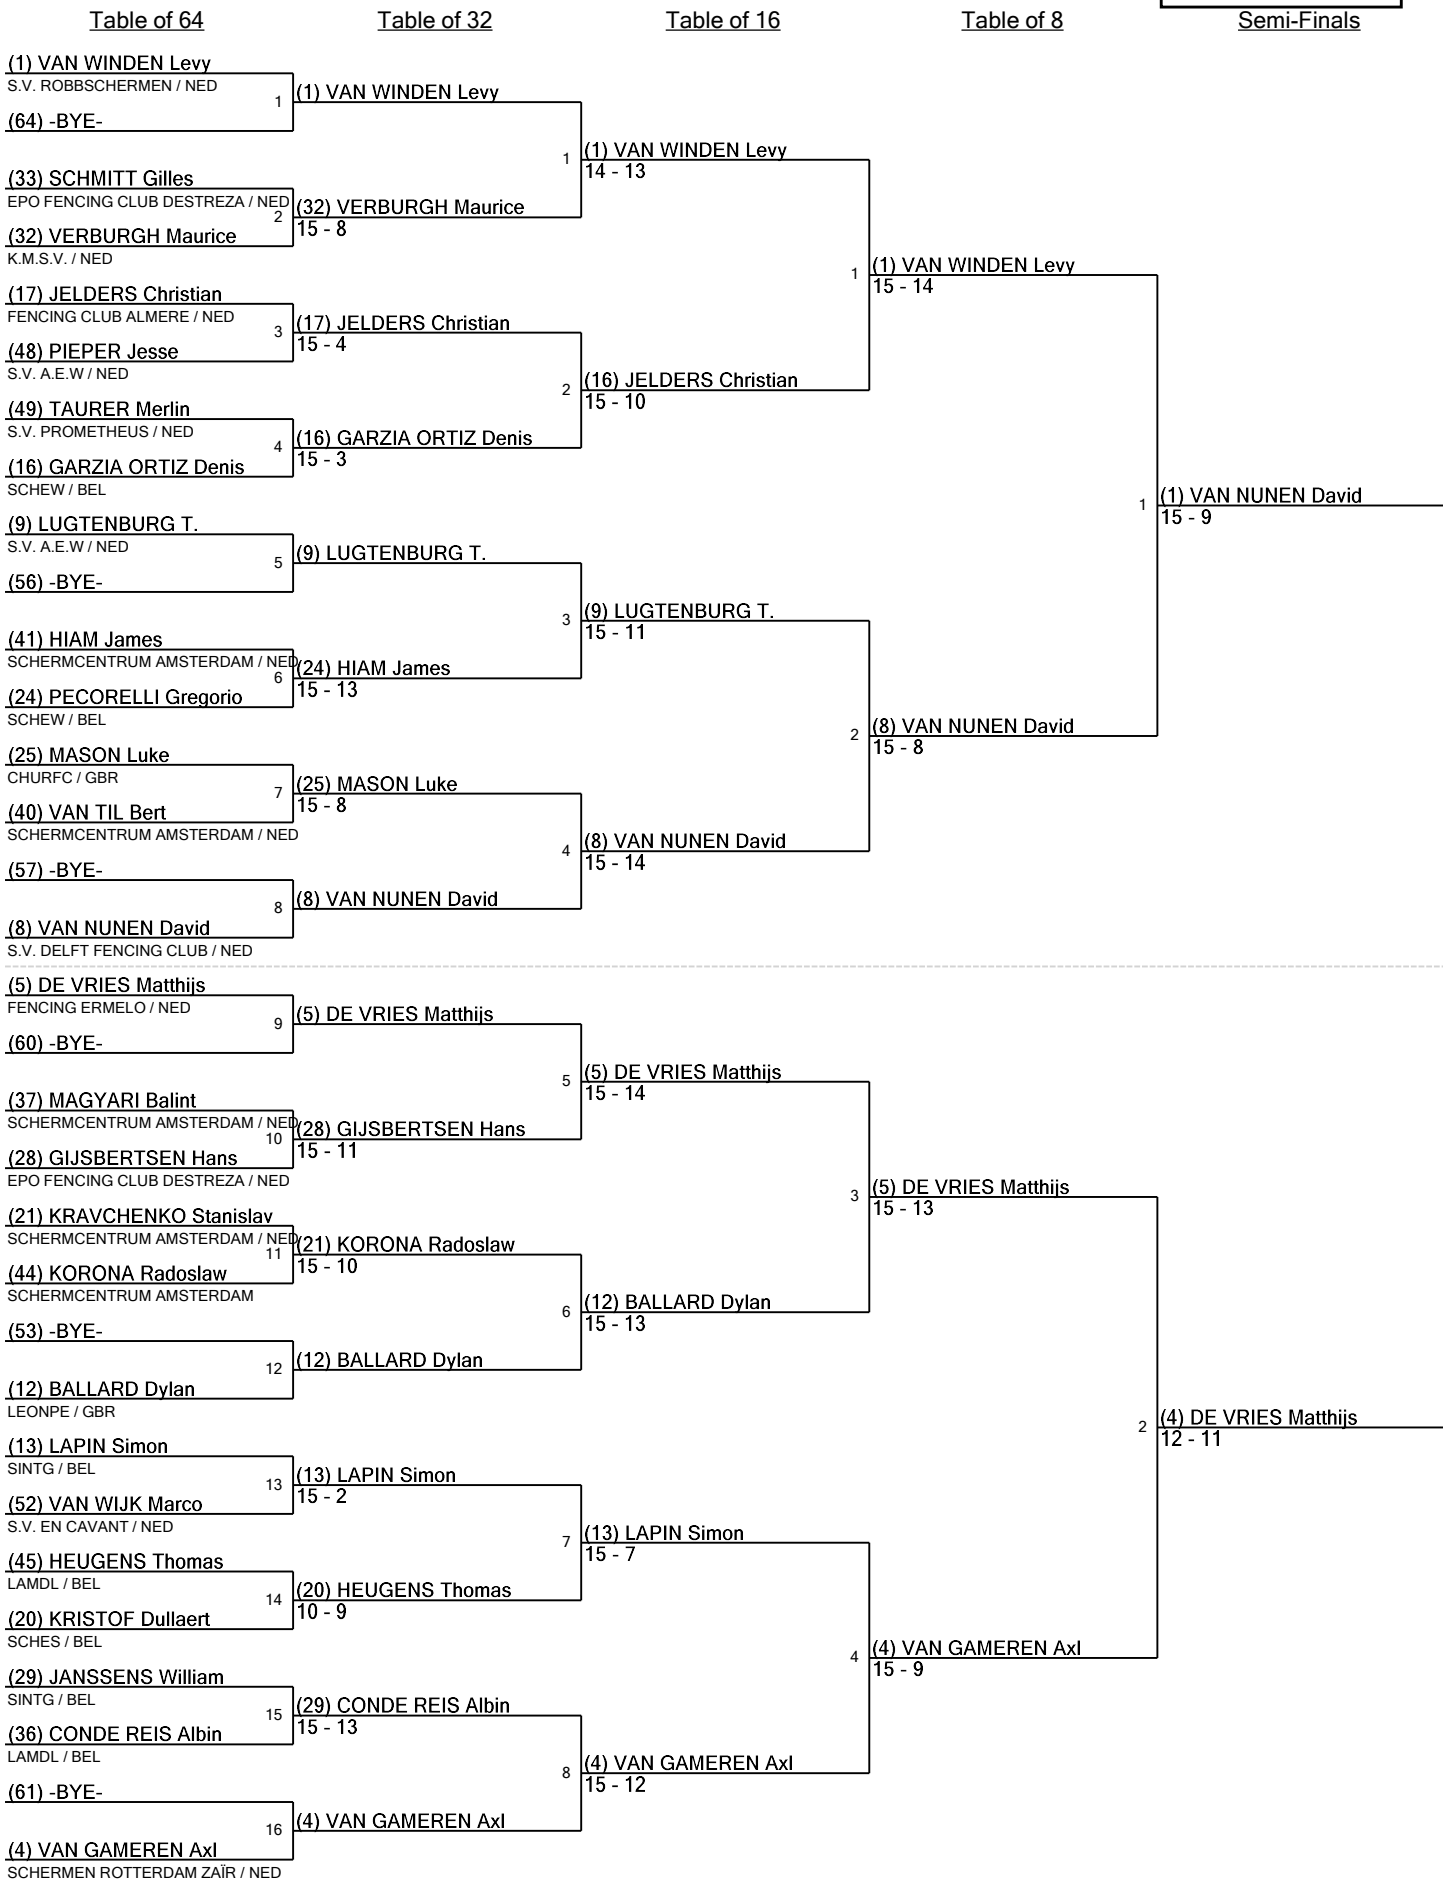 Table of 64
Table of 32
Table of 16
Table of 8
Semi-Finals
(1) VAN WINDEN Levy
S.V. ROBBSCHERMEN / NED
1
(64) -BYE-
(33) SCHMITT Gilles
EPO FENCING CLUB DESTREZA / NED
2
(32) VERBURGH Maurice
K.M.S.V. / NED
(17) JELDERS Christian
FENCING CLUB ALMERE / NED
3
(48) PIEPER Jesse
S.V. A.E.W / NED
(49) TAURER Merlin
S.V. PROMETHEUS / NED
4
(16) GARZIA ORTIZ Denis
SCHEW / BEL
(9) LUGTENBURG T.
S.V. A.E.W / NED
5
(56) -BYE-
(41) HIAM James
SCHERMCENTRUM AMSTERDAM / NED
6
(24) PECORELLI Gregorio
SCHEW / BEL
(25) MASON Luke
CHURFC / GBR
7
(40) VAN TIL Bert
SCHERMCENTRUM AMSTERDAM / NED
(57) -BYE-
8
(8) VAN NUNEN David
S.V. DELFT FENCING CLUB / NED
(5) DE VRIES Matthijs
FENCING ERMELO / NED
9
(60) -BYE-
(37) MAGYARI Balint
SCHERMCENTRUM AMSTERDAM / NED
10
(28) GIJSBERTSEN Hans
EPO FENCING CLUB DESTREZA / NED
(21) KRAVCHENKO Stanislav
SCHERMCENTRUM AMSTERDAM / NED
11
(44) KORONA Radoslaw
SCHERMCENTRUM AMSTERDAM
(53) -BYE-
12
(12) BALLARD Dylan
LEONPE / GBR
(13) LAPIN Simon
SINTG / BEL
13
(52) VAN WIJK Marco
S.V. EN CAVANT / NED
(45) HEUGENS Thomas
LAMDL / BEL
14
(20) KRISTOF Dullaert
SCHES / BEL
(29) JANSSENS William
SINTG / BEL
15
(36) CONDE REIS Albin
LAMDL / BEL
(61) -BYE-
16
(4) VAN GAMEREN Axl
SCHERMEN ROTTERDAM ZAÏR / NED
(1) VAN WINDEN Levy
1
(32) VERBURGH Maurice
15 - 8
(17) JELDERS Christian
15 - 4
2
(16) GARZIA ORTIZ Denis
15 - 3
(9) LUGTENBURG T.
3
(24) HIAM James
15 - 13
(25) MASON Luke
15 - 8
4
(8) VAN NUNEN David
(5) DE VRIES Matthijs
5
(28) GIJSBERTSEN Hans
15 - 11
(21) KORONA Radoslaw
15 - 10
6
(12) BALLARD Dylan
(13) LAPIN Simon
15 - 2
7
(20) HEUGENS Thomas
10 - 9
(29) CONDE REIS Albin
15 - 13
8
(4) VAN GAMEREN Axl
(1) VAN WINDEN Levy
14 - 13
1
(16) JELDERS Christian
15 - 10
(9) LUGTENBURG T.
15 - 11
2
(8) VAN NUNEN David
15 - 14
(5) DE VRIES Matthijs
15 - 14
3
(12) BALLARD Dylan
15 - 13
(13) LAPIN Simon
15 - 7
4
(4) VAN GAMEREN Axl
15 - 12
(1) VAN WINDEN Levy
15 - 14
1
(8) VAN NUNEN David
15 - 8
(5) DE VRIES Matthijs
15 - 13
2
(4) VAN GAMEREN Axl
15 - 9
(1) VAN NUNEN David
15 - 9
(4) DE VRIES Matthijs
12 - 11